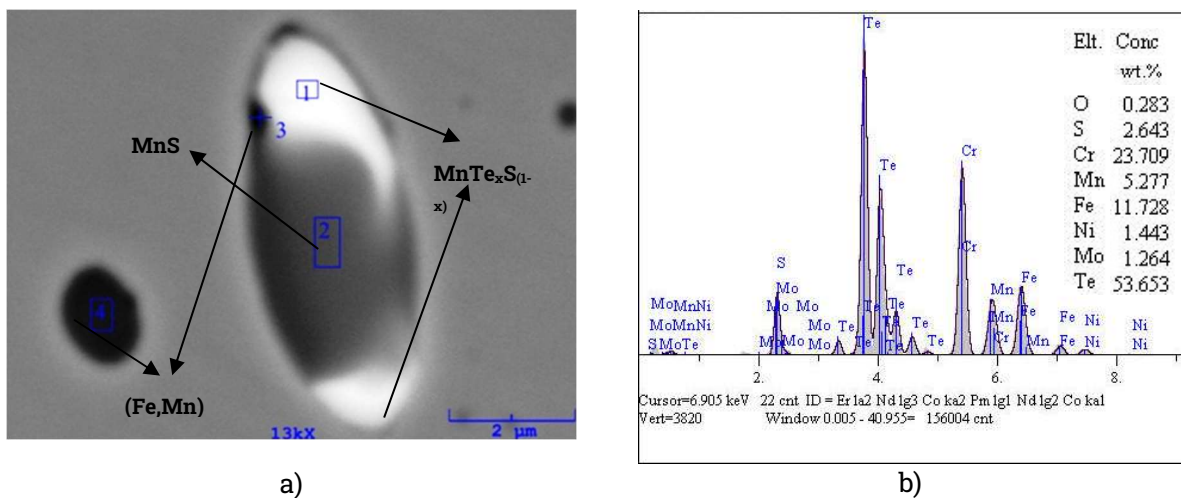 1
3
MnS
MnTexS(1-
x)
2
4
(Fe,Mn)
13kX
2 µm
a)
Te
Elt. Conc
wt.%
O 0.283
S 2.643
Cr 23.709
Mn 5.277
Fe 11.728
Ni 1.443
Mo 1.264
Te 53.653
Te
Cr
Cr
S
Mo
Te
Mn
Fe
MoMnNi
Mo Mo
Te Te
Mn Fe
Fe Ni
Ni
MoMnNi
Mo
Te
Te
SMoTe
MoMo
Mo
Te
Te
Cr
Mn
Fe
Ni
Ni
2. 4. 6. 8.
Cursor=6.905 keV 22 cnt ID = Er la2 Nd lg3 Co ka2 Pm lg1 Nd lg2 Co ka1
Vert=3820 Window 0.005 - 40.955= 156004 cnt
b)